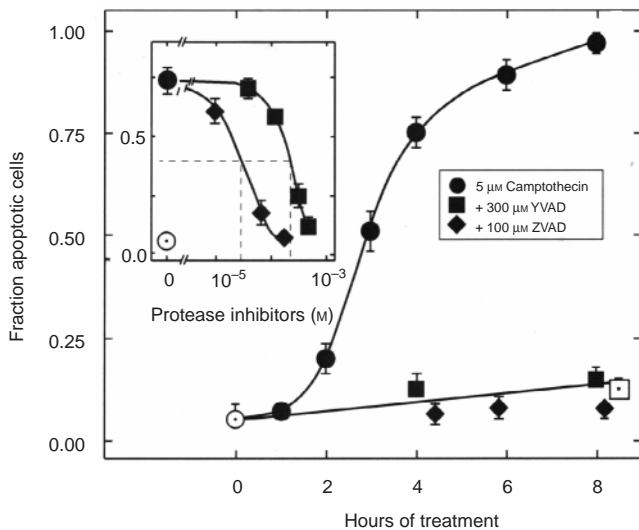 1.00
0.75
0.50
0.25
0.00
Fraction apoptotic cells
0.5
0.0
0
10⁻⁵
10⁻³
Protease inhibitors (M)
5 μM Camptothecin
+ 300 μM YVAD
+ 100 μM ZVAD
0
2
4
6
8
Hours of treatment